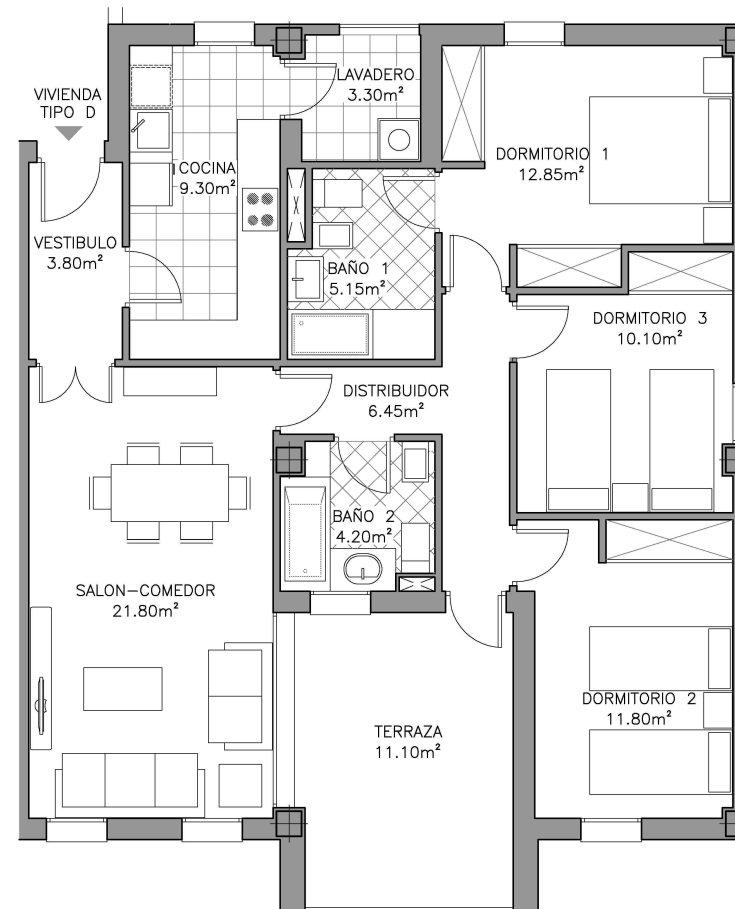 VIVIENDA
TIPO D
LAVADERO
3.30m²
COCINA
9.30m²
DORMITORIO 1
12.85m²
VESTIBULO
3.80m²
BAÑO 1
5.15m²
DORMITORIO 3
10.10m²
DISTRIBUIDOR
6.45m²
BAÑO 2
4.20m²
SALON-COMEDOR
21.80m²
DORMITORIO 2
11.80m²
TERRAZA
11.10m²